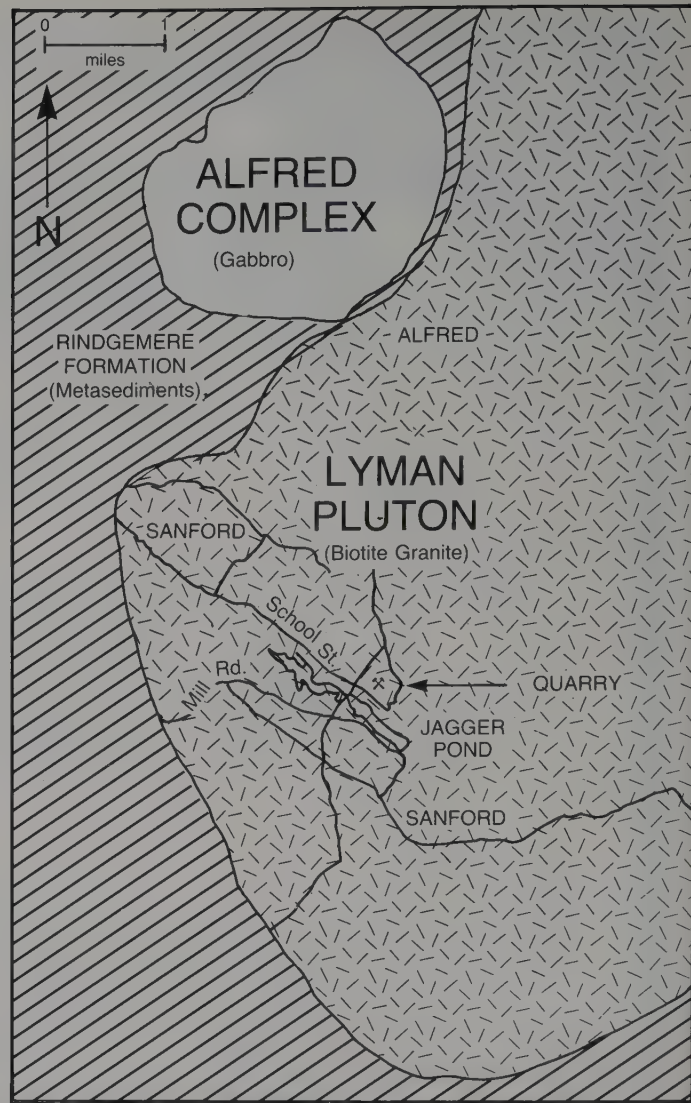 0 1
miles
N
ALFRED
COMPLEX
(Gabbro)
RINDGEMERE
FORMATION
(Metasediments)
ALFRED
LYMAN
PLUTON
(Biotite Granite)
SANFORD
School St.
Mill Rd.
QUARRY
JAGGER
POND
SANFORD